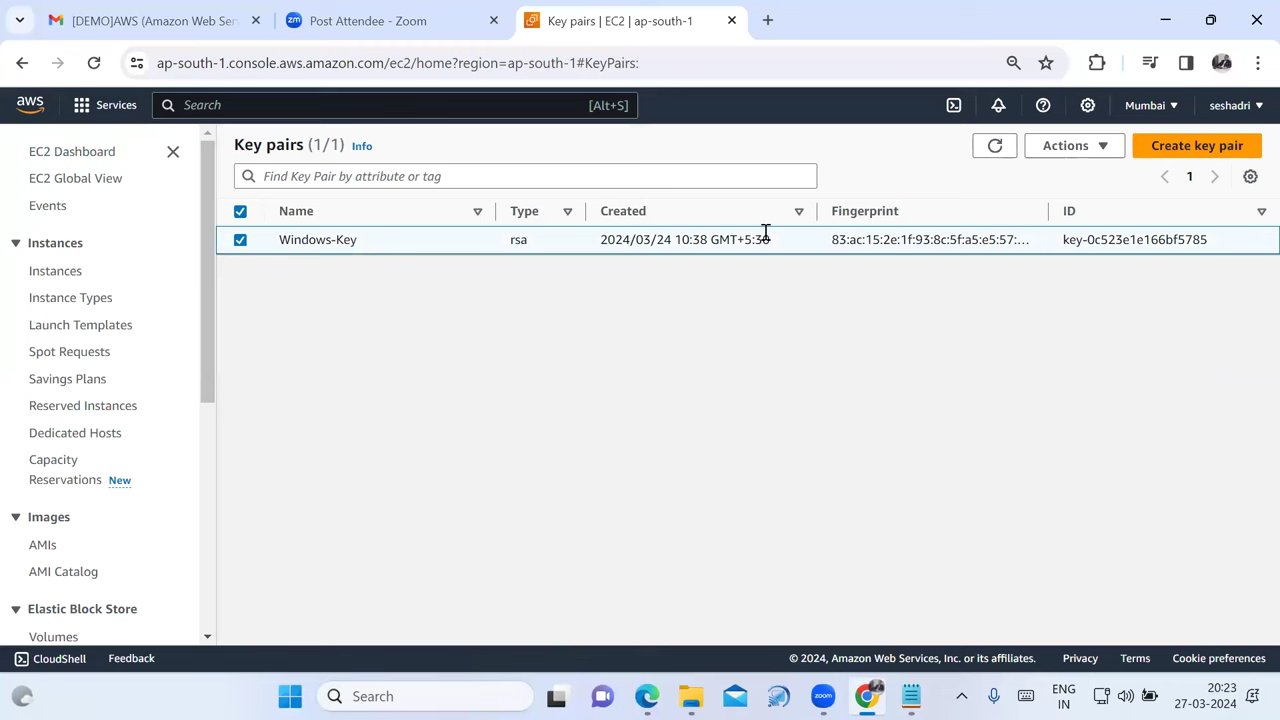 [DEMO]AWS (Amazon Web Ser
Post Attendee - Zoom
Key pairs | EC2 | ap-south-1
ap-south-1.console.aws.amazon.com/ec2/home?region=ap-south-1#KeyPairs:
aws
Services
Search
[Alt+S]
Mumbai
seshadri
EC2 Dashboard
EC2 Global View
Events
Instances
Instances
Instance Types
Launch Templates
Spot Requests
Savings Plans
Reserved Instances
Dedicated Hosts
Capacity
Reservations New
Images
AMIs
AMI Catalog
Elastic Block Store
Volumes
Key pairs (1/1) Info
Actions
Create key pair
Find Key Pair by attribute or tag
1
Name Type Created Fingerprint ID
Windows-Key rsa 2024/03/24 10:38 GMT+5:30 83:ac:15:2e:1f:93:8c:5f:a5:e5:57:... key-0c523e1e166bf5785
CloudShell Feedback
© 2024, Amazon Web Services, Inc. or its affiliates. Privacy Terms Cookie preferences
Search
zoom
ENG
IN
20:23
27-03-2024